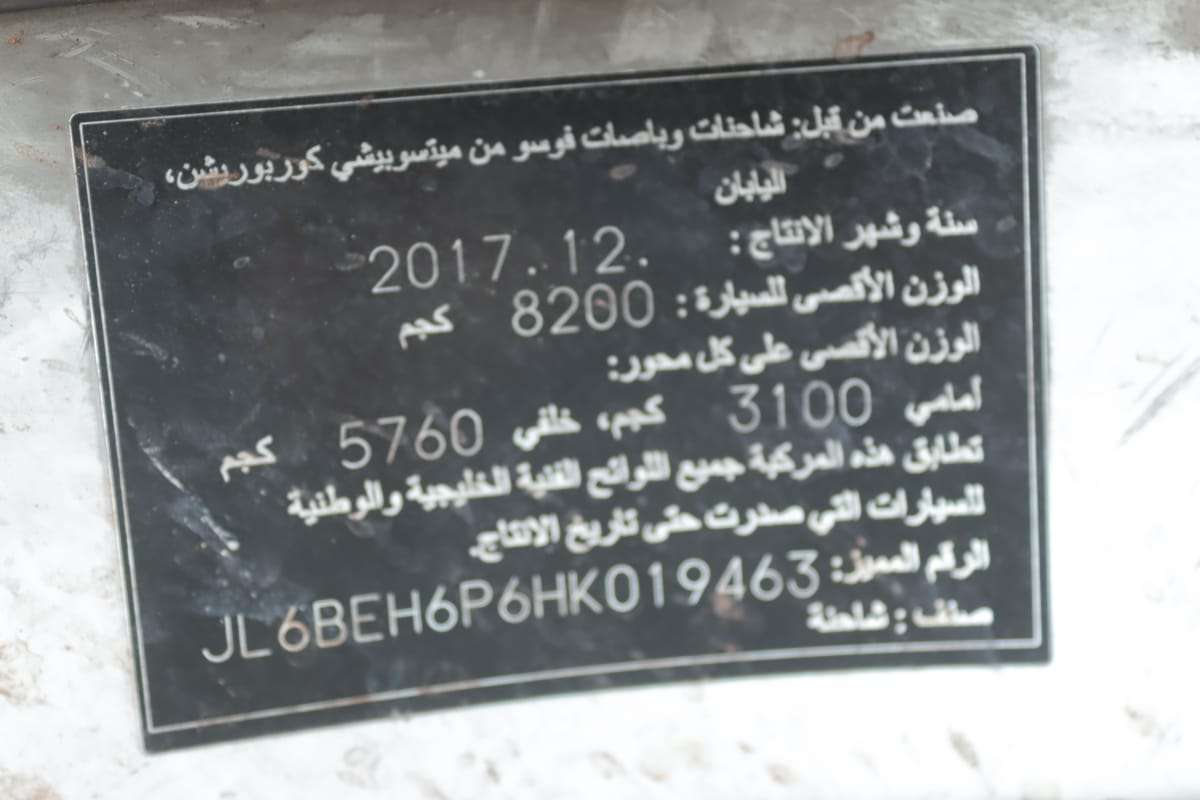 صنعت من قبل: شاحنات وباصات فوسو من ميتسوبيشي كوربوريشن،
اليابان
سنة وشهر الانتاج : 2017.12.
الوزن الأقصى للسيارة : 8200 كجم
الوزن الأقصى على كل محور:
أمامي 3100 كجم، خلفي 5760 كجم
تطابق هذه المركبة جميع اللوائح الفنية الخليجية والوطنية
للسيارات التي صدرت حتى تاريخ الانتاج.
الرقم المميز: JL6BEH6P6HK019463
صنف : شاحنة